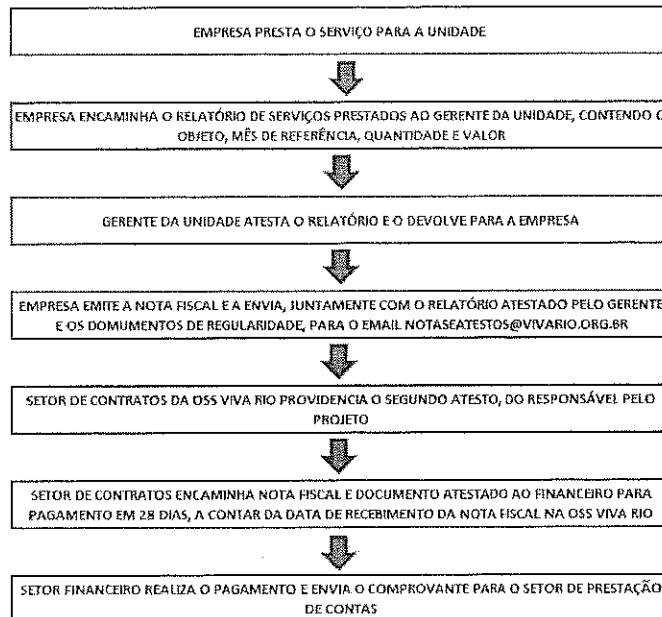 EMPRESA PRESTA O SERVIÇO PARA A UNIDADE
EMPRESA ENCAMINHA O RELATÓRIO DE SERVIÇOS PRESTADOS AO GERENTE DA UNIDADE, CONTENDO O
OBJETO, MÊS DE REFERÊNCIA, QUANTIDADE E VALOR
GERENTE DA UNIDADE ATESTA O RELATÓRIO E O DEVOLVE PARA A EMPRESA
EMPRESA EMITE A NOTA FISCAL E A ENVIA, JUNTAMENTE COM O RELATÓRIO ATESTADO PELO GERENTE
E OS DOMUMENTOS DE REGULARIDADE, PARA O EMAIL NOTASEATESTOS@VIVARIO.ORG.BR
SETOR DE CONTRATOS DA OSS VIVA RIO PROVIDENCIA O SEGUNDO ATESTO, DO RESPONSÁVEL PELO
PROJETO
SETOR DE CONTRATOS ENCAMINHA NOTA FISCAL E DOCUMENTO ATESTADO AO FINANCEIRO PARA
PAGAMENTO EM 28 DIAS, A CONTAR DA DATA DE RECEBIMENTO DA NOTA FISCAL NA OSS VIVA RIO
SETOR FINANCEIRO REALIZA O PAGAMENTO E ENVIA O COMPROVANTE PARA O SETOR DE PRESTAÇÃO
DE CONTAS